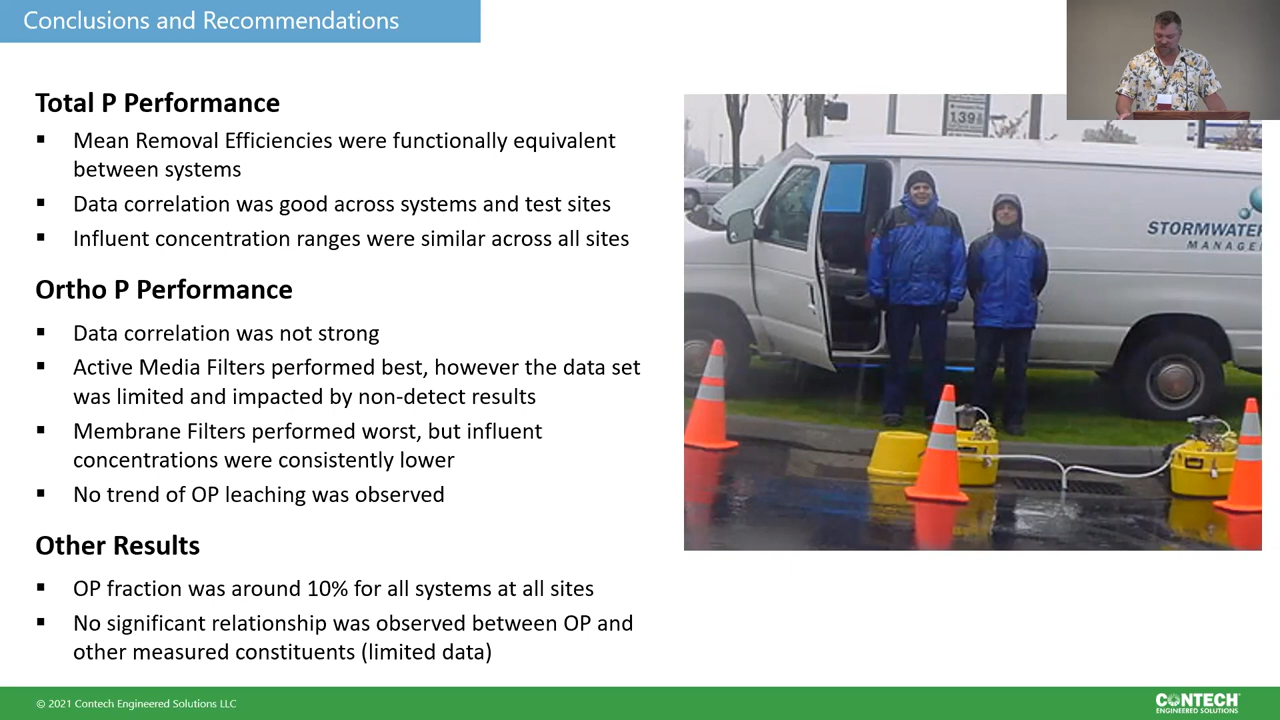 Conclusions and Recommendations
Total P Performance
▪ Mean Removal Efficiencies were functionally equivalent
between systems
▪ Data correlation was good across systems and test sites
▪ Influent concentration ranges were similar across all sites
Ortho P Performance
▪ Data correlation was not strong
▪ Active Media Filters performed best, however the data set
was limited and impacted by non-detect results
▪ Membrane Filters performed worst, but influent
concentrations were consistently lower
▪ No trend of OP leaching was observed
Other Results
▪ OP fraction was around 10% for all systems at all sites
▪ No significant relationship was observed between OP and
other measured constituents (limited data)
139
STORMWATER
MANAGE
© 2021 Contech Engineered Solutions LLC
CONTECH
ENGINEERED SOLUTIONS